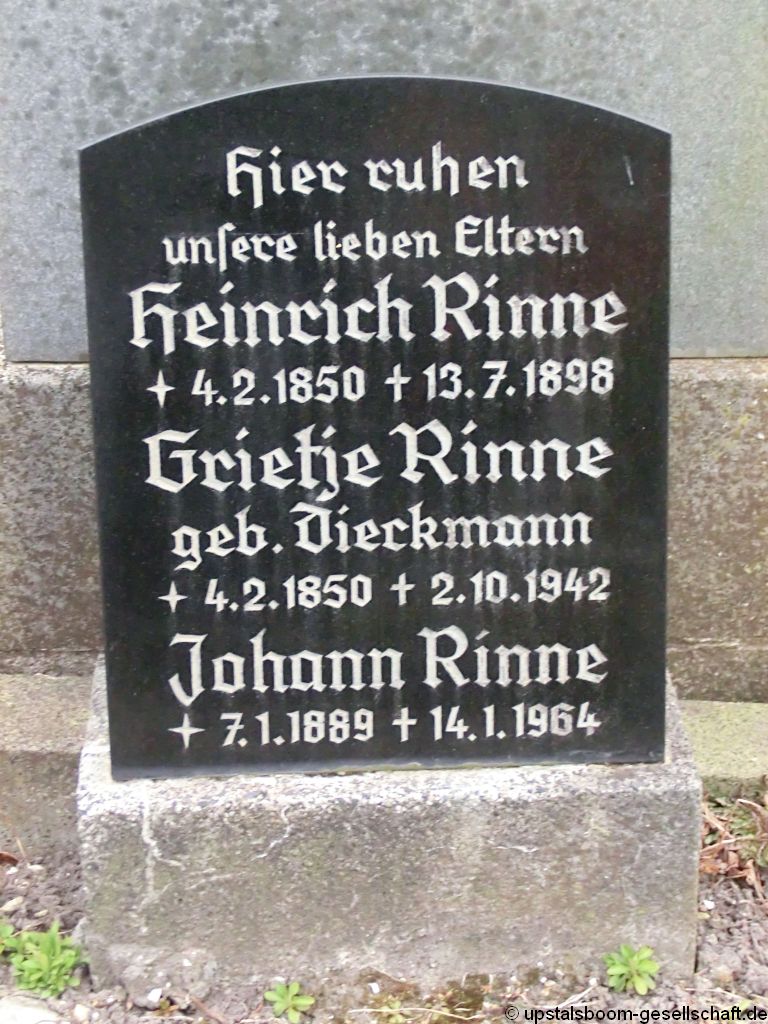 Hier ruhen
unſere lieben Eltern
Heinrich Rinne
✦ 4.2.1850 ✝ 13.7.1898
Grietje Rinne
geb. Dieckmann
✦ 4.2.1850 ✝ 2.10.1942
Johann Rinne
✦ 7.1.1889 ✝ 14.1.1964
© upstalsboom-gesellschaft.de